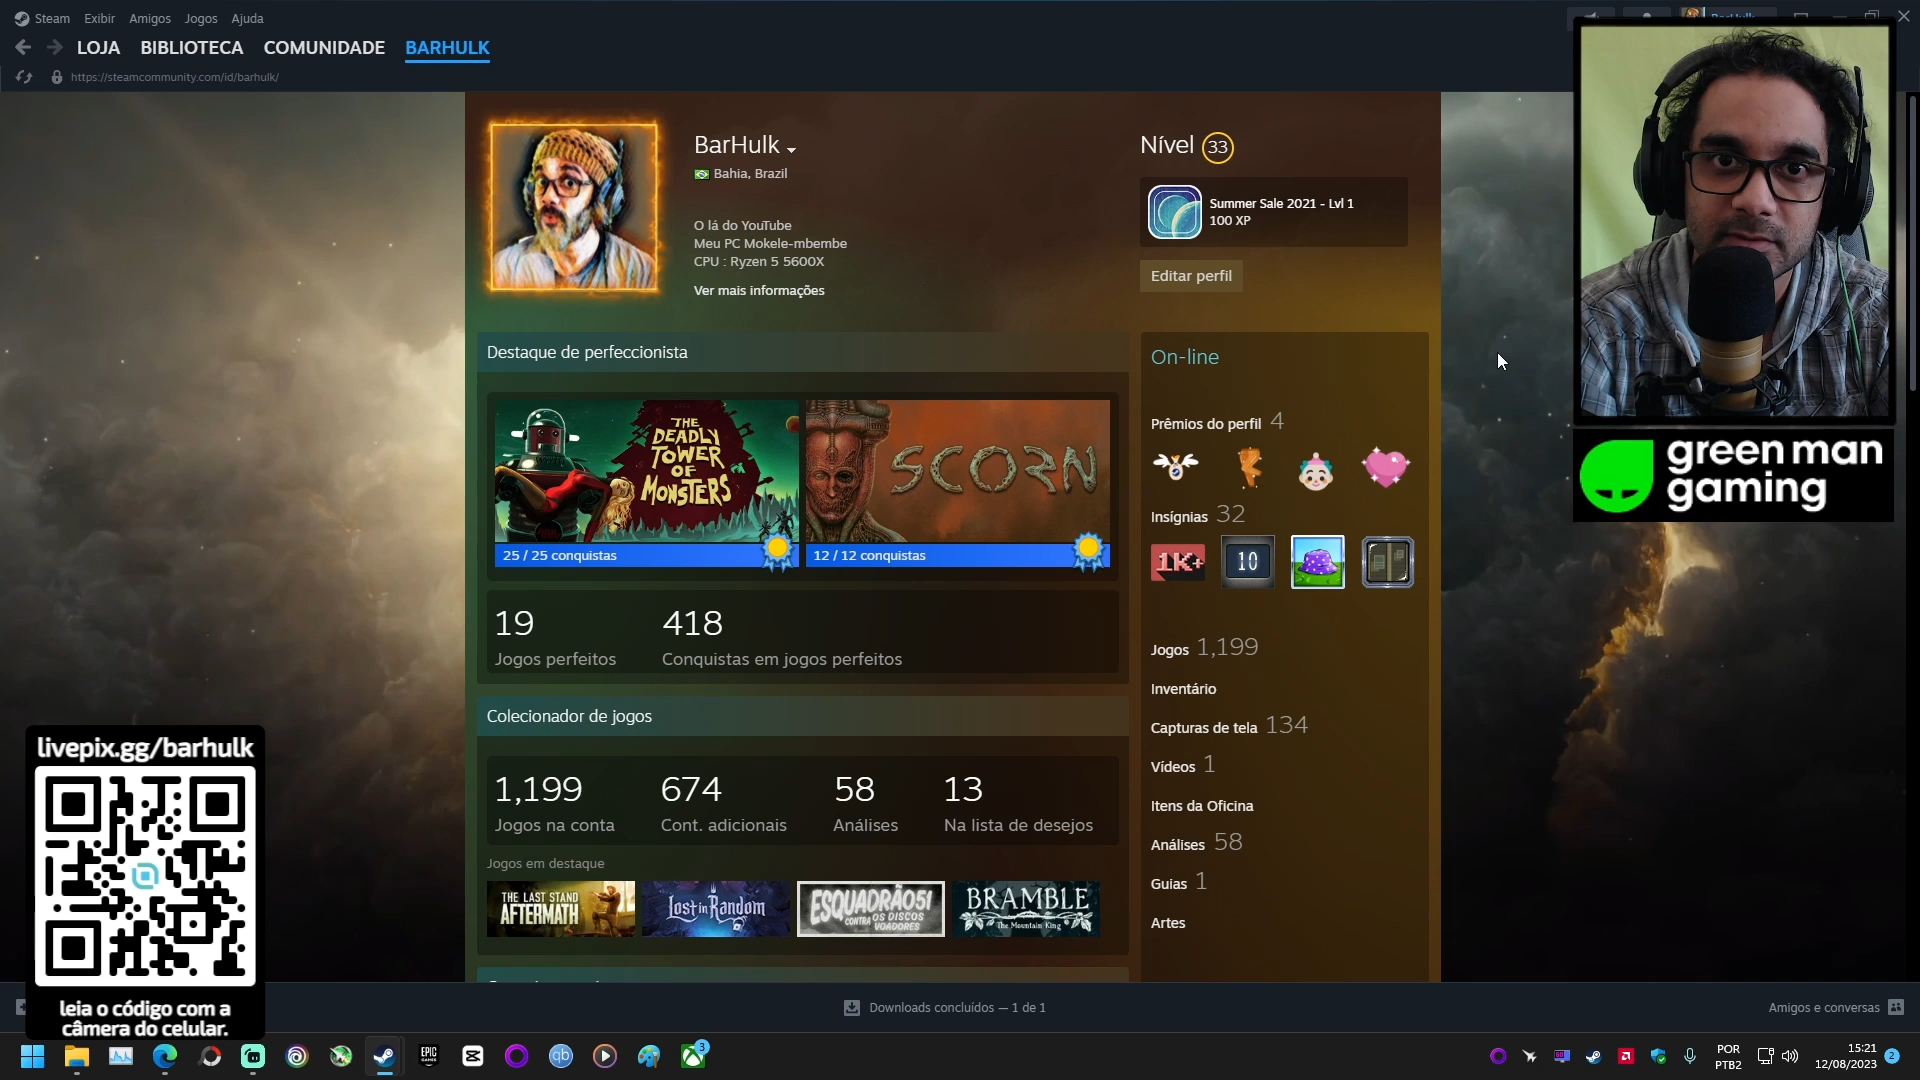 Steam Exibir Amigos Jogos Ajuda
LOJA BIBLIOTECA COMUNIDADE BARHULK
https://steamcommunity.com/id/barhulk/
BarHulk
Bahia, Brazil
O lá do YouTube
Meu PC Mokele-mbembe
CPU : Ryzen 5 5600X
Ver mais informações
Nível 33
Summer Sale 2021 - Lvl 1
100 XP
Editar perfil
green man
gaming
Destaque de perfeccionista
THE
DEADLY
TOWER
OF
MONSTERS
SCORN
25 / 25 conquistas
12 / 12 conquistas
19
Jogos perfeitos
418
Conquistas em jogos perfeitos
Colecionador de jogos
1,199
Jogos na conta
674
Cont. adicionais
58
Análises
13
Na lista de desejos
Jogos em destaque
THE LAST STAND
AFTERMATH
Lost in Random
ESQUADRÃO51
CONTRA OS DISCOS
VOADORES
BRAMBLE
The Mountain King
On-line
Prêmios do perfil 4
Insígnias 32
1K+
10
Jogos 1,199
Inventário
Capturas de tela 134
Vídeos 1
Itens da Oficina
Análises 58
Guias 1
Artes
livepix.gg/barhulk
leia o código com a
câmera do celular.
Downloads concluídos — 1 de 1
Amigos e conversas
EPIC
GAMES
qb
3
POR
PTB2
15:21
12/08/2023
2